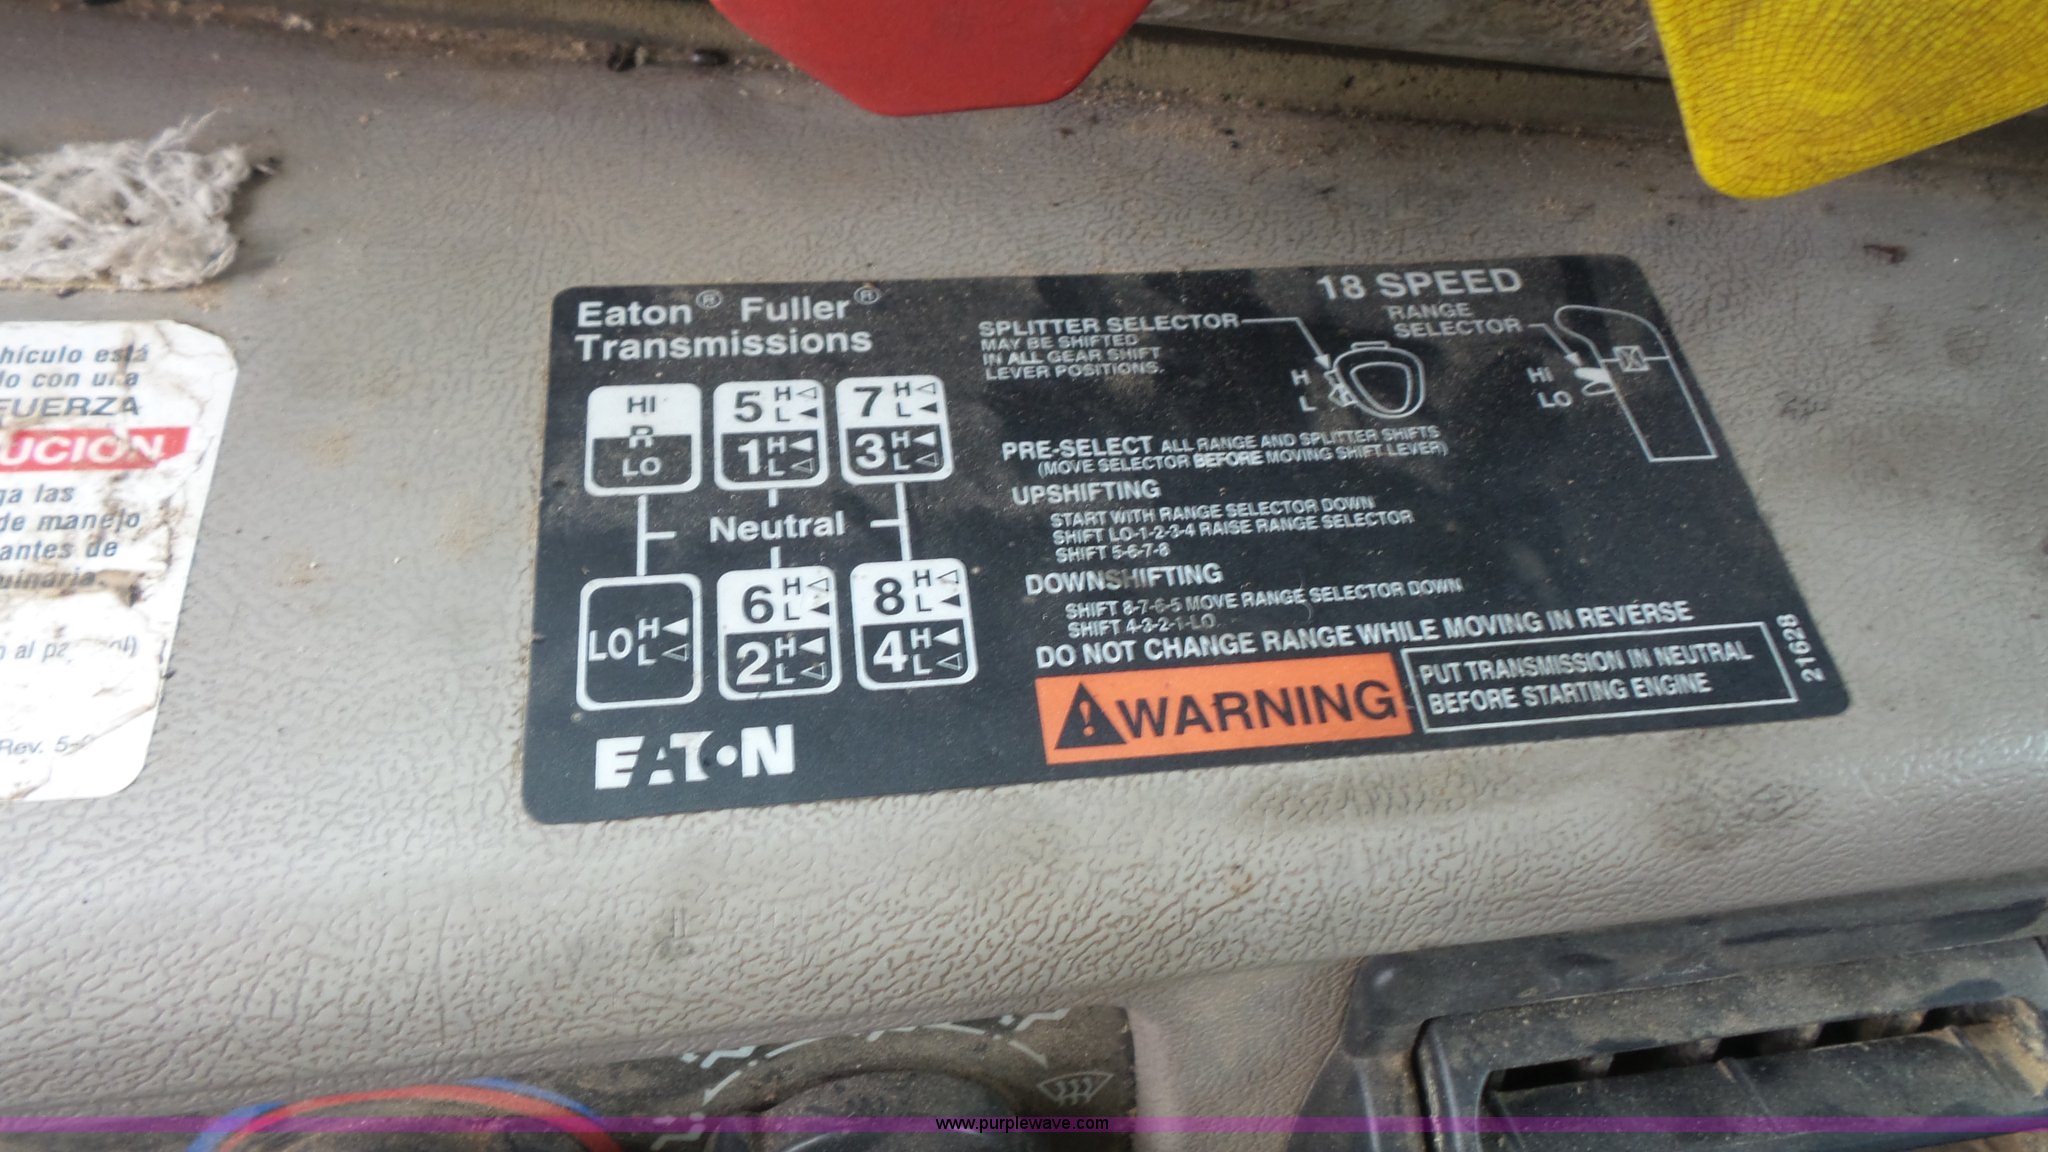 Eaton® Fuller®
Transmissions
18 SPEED
SPLITTER SELECTOR
MAY BE SHIFTED
IN ALL GEAR SHIFT
LEVER POSITIONS.
RANGE
SELECTOR
H
L
HI
LO
HI
R
LO
5 H
L
1 H
L
7 H
L
3 H
L
Neutral
LO H
L
6 H
L
2 H
L
8 H
L
4 H
L
EATON
PRE-SELECT ALL RANGE AND SPLITTER SHIFTS
(MOVE SELECTOR BEFORE MOVING SHIFT LEVER)
UPSHIFTING
START WITH RANGE SELECTOR DOWN
SHIFT LO-1-2-3-4 RAISE RANGE SELECTOR
SHIFT 5-6-7-8
DOWNSHIFTING
SHIFT 8-7-6-5 MOVE RANGE SELECTOR DOWN
SHIFT 4-3-2-1-LO
DO NOT CHANGE RANGE WHILE MOVING IN REVERSE
WARNING
PUT TRANSMISSION IN NEUTRAL
BEFORE STARTING ENGINE
21628
hículo está
do con una
FUERZA
UCIÓN
ga las
de manejo
antes de
uinaria.
al
Rev. 5-
www.purplewave.com